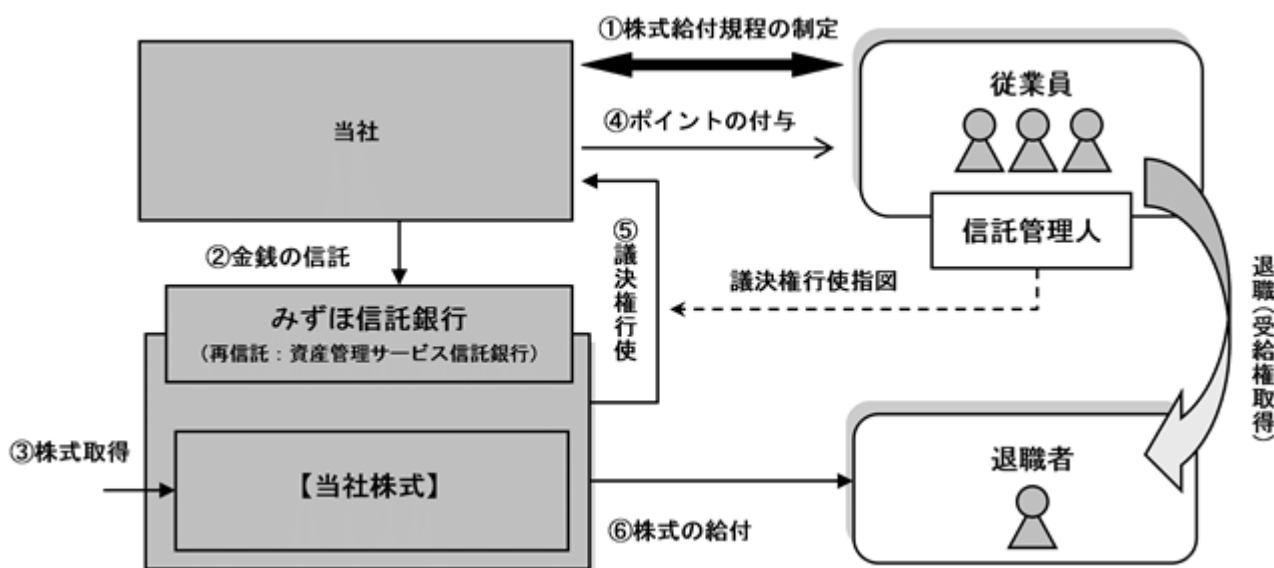 ①株式給付規程の制定
従業員
当社
④ポイントの付与
信託管理人
②金銭の信託
⑤議決権行使
議決権行使指図
退職（受給権取得）
みずほ信託銀行
（再信託：資産管理サービス信託銀行）
③株式取得
【当社株式】
退職者
⑥株式の給付